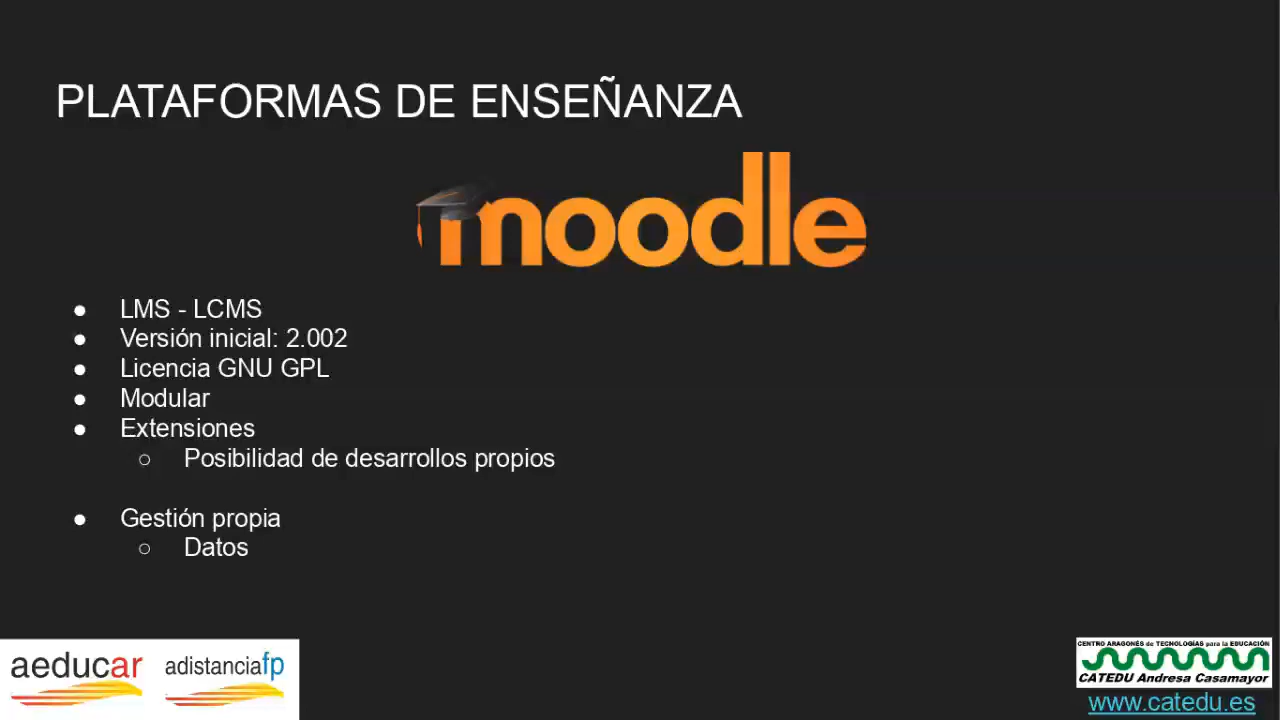 PLATAFORMAS DE ENSEÑANZA
moodle
● LMS - LCMS
● Versión inicial: 2.002
● Licencia GNU GPL
● Modular
● Extensiones
○ Posibilidad de desarrollos propios
● Gestión propia
○ Datos
aeducar adistanciafp
CENTRO ARAGONÉS de TECNOLOGÍAS para la EDUCACIÓN
CATEDU Andresa Casamayor
www.catedu.es